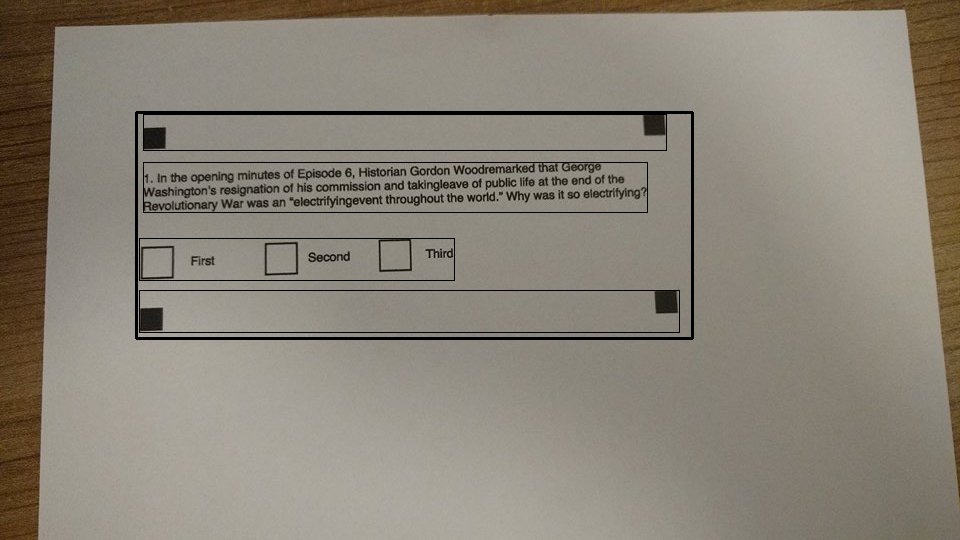 1. In the opening minutes of Episode 6, Historian Gordon Woodremarked that George
Washington's resignation of his commission and takingleave of public life at the end of the
Revolutionary War was an "electrifyingevent throughout the world." Why was it so electrifying?
First Second Third